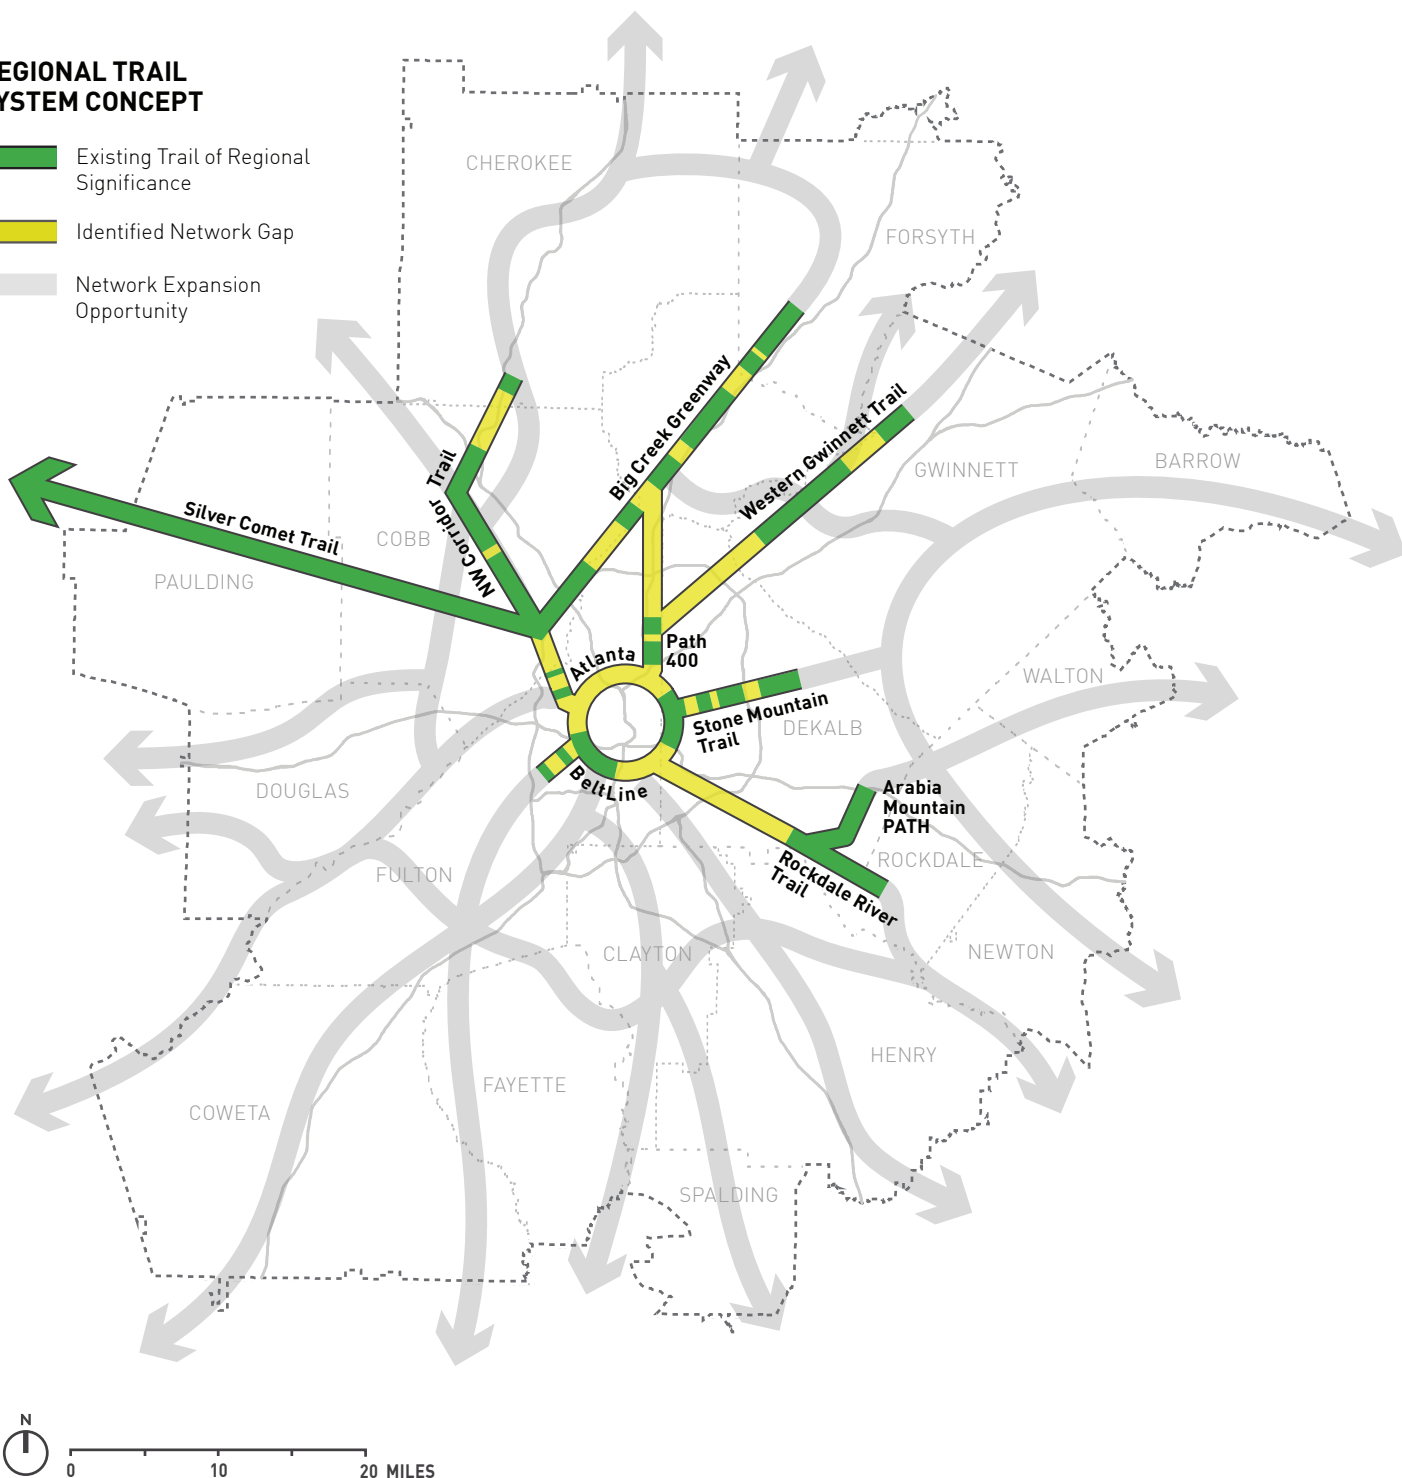 EGIONAL TRAIL
YSTEM CONCEPT
Existing Trail of Regional
Significance
Identified Network Gap
Network Expansion
Opportunity
CHEROKEE
FORSYTH
Big Creek Greenway
Western Gwinnett Trail
NW Corridor Trail
Silver Comet Trail
COBB
GWINNETT
BARROW
PAULDING
Path
400
Atlanta
BeltLine
Stone Mountain
Trail
WALTON
DEKALB
DOUGLAS
Arabia
Mountain
PATH
FULTON
ROCKDALE
Rockdale River
Trail
CLAYTON
NEWTON
HENRY
FAYETTE
COWETA
SPALDING
N
0 10 20 MILES